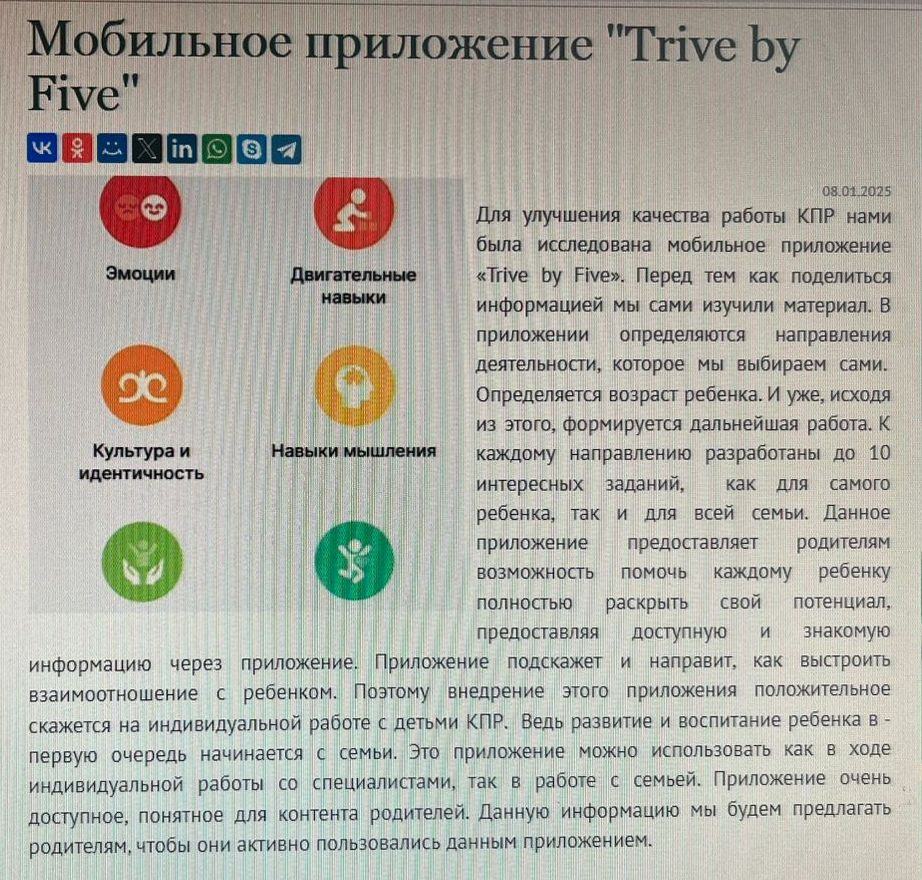 Мобильное приложение "Trive by
Five"
in
08.01.2025
Эмоции
Двигательные
навыки
Культура и
идентичность
Навыки мышления
Для улучшения качества работы КПР нами
была исследована мобильное приложение
«Trive by Five». Перед тем как поделиться
информацией мы сами изучили материал. В
приложении определяются направления
деятельности, которое мы выбираем сами.
Определяется возраст ребенка. И уже, исходя
из этого, формируется дальнейшая работа. К
каждому направлению разработаны до 10
интересных заданий, как для самого
ребенка, так и для всей семьи. Данное
приложение предоставляет родителям
возможность помочь каждому ребенку
полностью раскрыть свой потенциал,
предоставляя доступную и знакомую
информацию через приложение. Приложение подскажет и направит, как выстроить
взаимоотношение с ребенком. Поэтому внедрение этого приложения положительное
скажется на индивидуальной работе с детьми КПР. Ведь развитие и воспитание ребенка в -
первую очередь начинается с семьи. Это приложение можно использовать как в ходе
индивидуальной работы со специалистами, так в работе с семьей. Приложение очень
доступное, понятное для контента родителей. Данную информацию мы будем предлагать
родителям, чтобы они активно пользовались данным приложением.